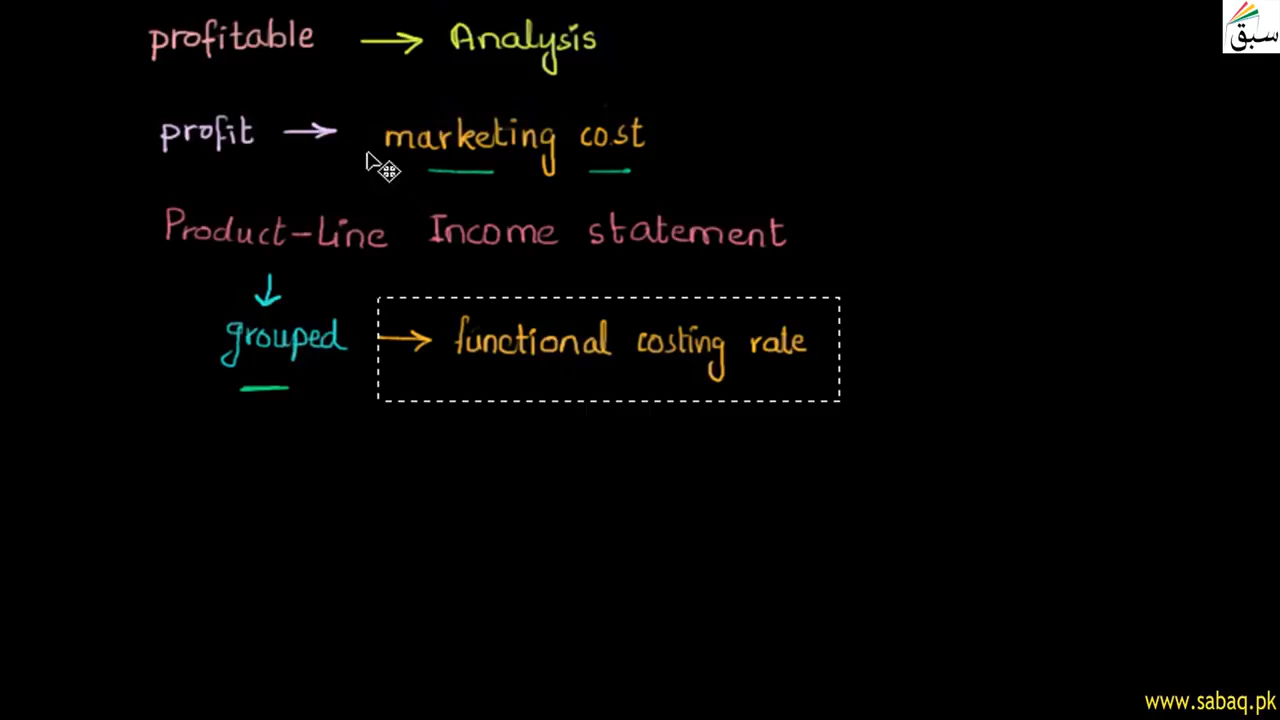 سبق
profitable → Analysis
profit → marketing cost
Product-Line Income statement
↓
grouped → functional costing rate
www.sabaq.pk